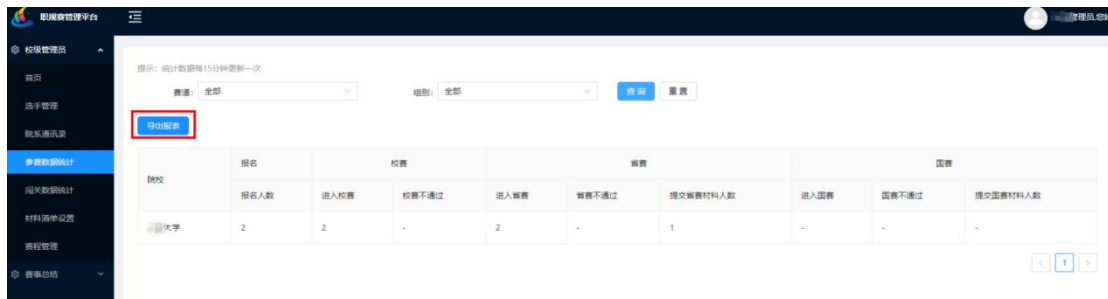 职规赛管理平台
管理员,您好
校级管理员
首页
选手管理
院系通讯录
参赛数据统计
闯关数据统计
材料清单设置
赛程管理
赛事总结
提示：统计数据每15分钟更新一次
赛道： 全部 组别： 全部 查询 重置
导出报表
院校 报名 校赛 省赛 国赛
报名人数 进入校赛 校赛不通过 进入省赛 省赛不通过 提交省赛材料人数 进入国赛 国赛不通过 提交国赛材料人数
大学 2 2 - 2 - 1 - - -
< 1 >